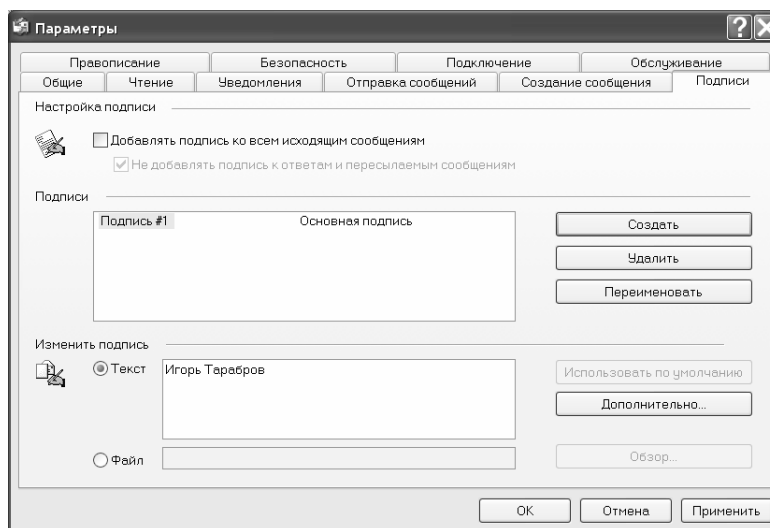 Параметры
Правописание Безопасность Подключение Обслуживание
Общие Чтение Уведомления Отправка сообщений Создание сообщения Подписи
Настройка подписи
Добавлять подпись ко всем исходящим сообщениям
Не добавлять подпись к ответам и пересылаемым сообщениям
Подписи
Подпись #1 Основная подпись
Создать
Удалить
Переименовать
Изменить подпись
Текст Игорь Тарабров
Использовать по умолчанию
Дополнительно...
Файл
Обзор...
ОК Отмена Применить